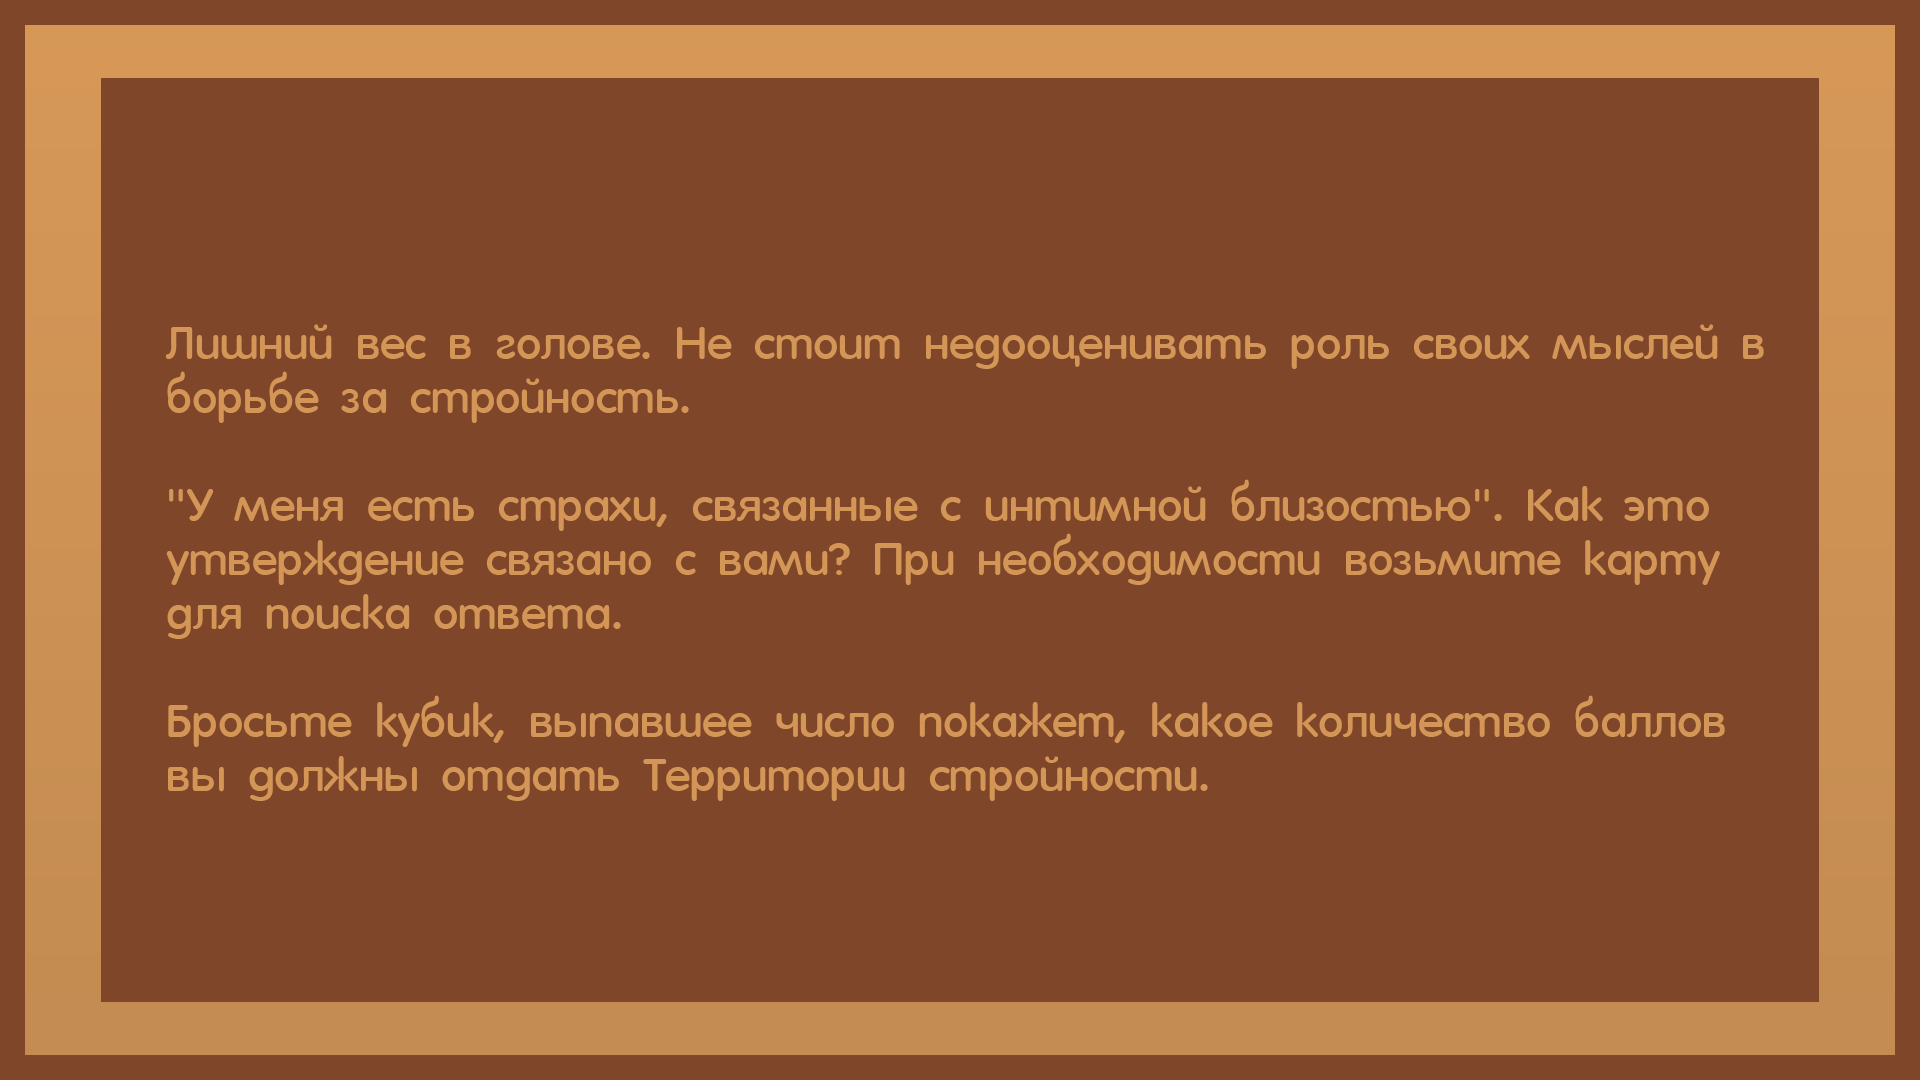 Лишний вес в голове. Не стоит недооценивать роль своих мыслей в
борьбе за стройность.
"У меня есть страхи, связанные с интимной близостью". Как это
утверждение связано с вами? При необходимости возьмите карту
для поиска ответа.
Бросьте кубик, выпавшее число покажет, какое количество баллов
вы должны отдать Территории стройности.